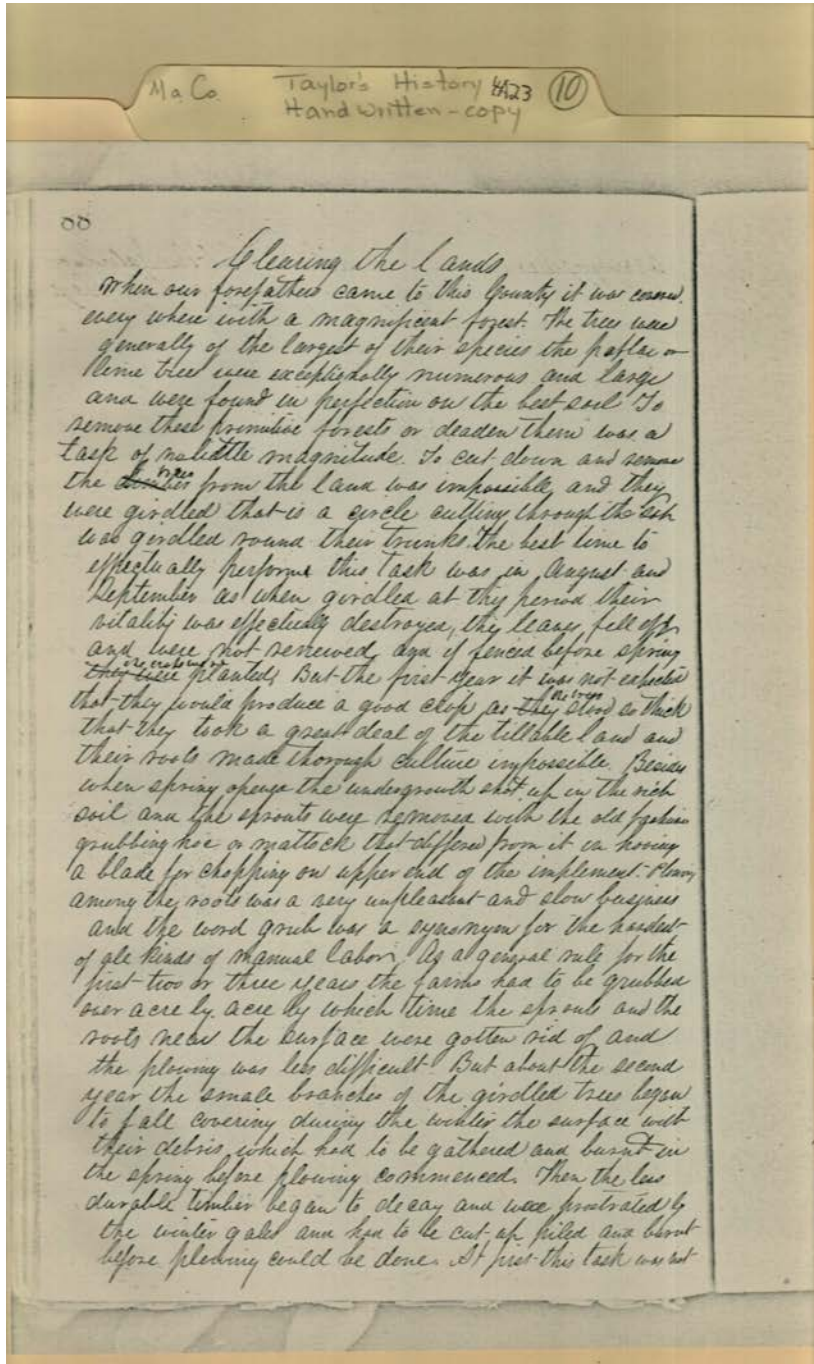 Ma. Co. Taylor's History 4A23 10
Handwritten - copy
Clearing the lands
When our forefathers came to this County it was covered
every where with a magnificent forest. The trees were
generally of the largest of their species the poplar or
lime tree were exceptionally numerous and large
and were found in perfection on the best soil To
remove these primitive forests or deaden them was a
task of no little magnitude. To cut down and remove
the trees from the land was impossible and they
were girdled that is a circle cutting through the
was girdled round their trunks. The best time to
effectually perform this task was in August and
September as when girdled at this period their
vitality was effectually destroyed, the leaves fell off
and were not renewed and if fenced before spring
they were planted. But the first year it was not expected
that they would produce a good crop as they the trees stood so thick
that they took a great deal of the tillable land and
their roots made thorough culture impossible. Besides
when spring opened the undergrowth shot up in the rich
soil and the sprouts were removed with the old fashion
grubbing hoe or mattock that differed from it in having
a blade for chopping on upper end of the implement. Plowing
among the roots was a very unpleasant and slow business
and the word grub was a synonym for the hardest
of all kinds of manual labor. As a general rule for the
first two or three years the farms had to be grubbed
over acre by acre by which time the sprouts and the
roots near the surface were gotten rid of and
the plowing was less difficult. But about the second
year the small branches of the girdled trees began
to fall covering during the winter the surface with
their debris which had to be gathered and burnt in
the spring before plowing commenced. Then the less
durable timber began to decay and were prostrated by
the winter gales and had to be cut up piled and burnt
before plowing could be done. At first this task was not